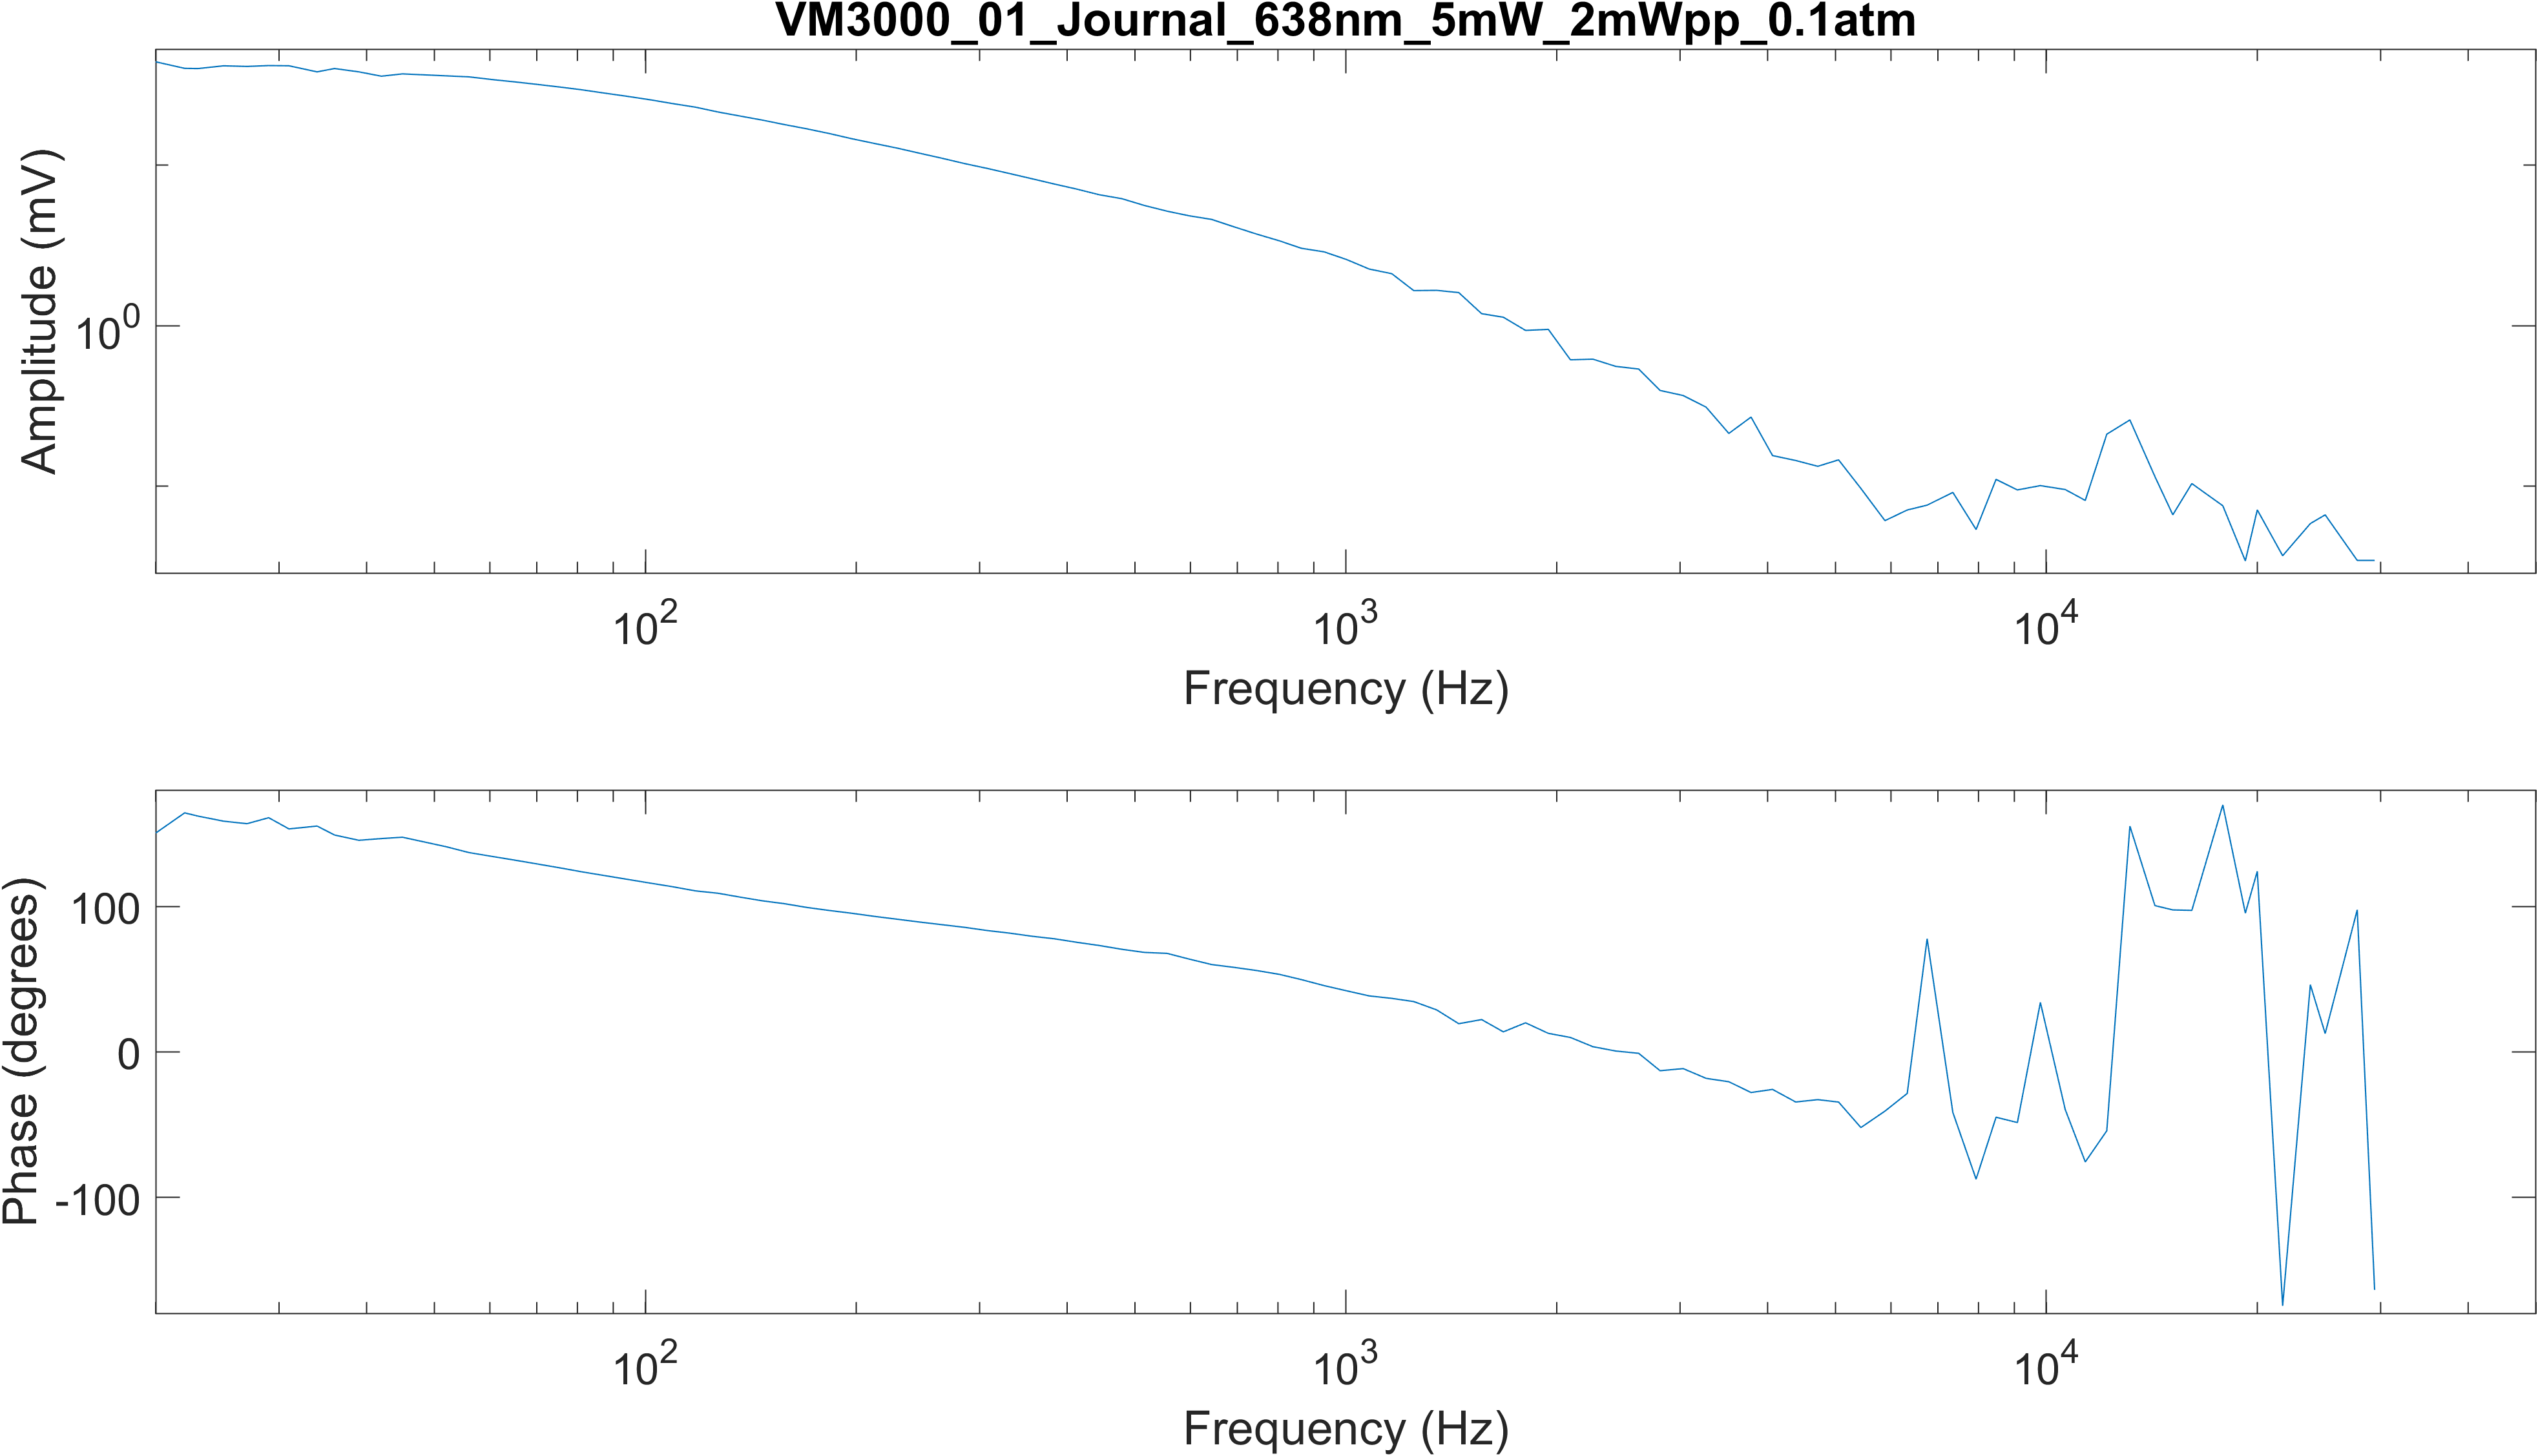 VM3000_01_Journal_638nm_5mW_2mWpp_0.1atm
Amplitude (mV)
10^0
10^2
10^3
10^4
Frequency (Hz)
Phase (degrees)
100
0
-100
10^2
10^3
10^4
Frequency (Hz)